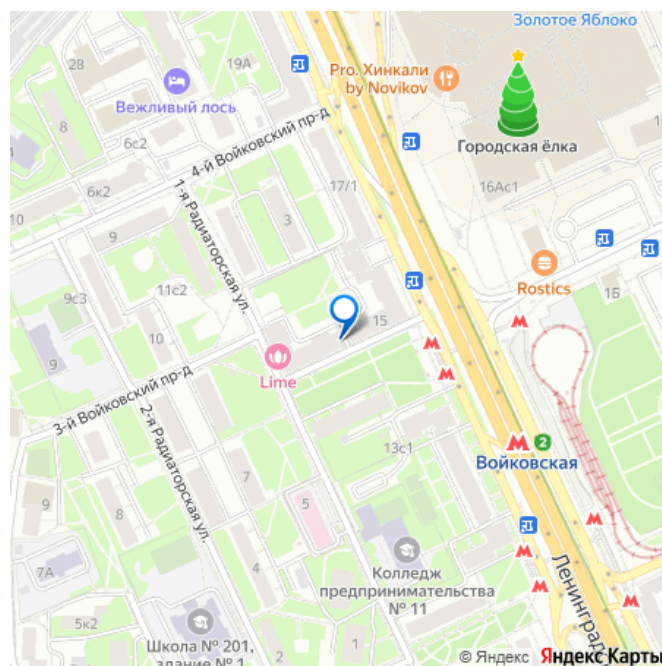 Золотое Яблоко
28
19А
Pro. Хинкали
by Novikov
Вежливый лось
8
6с2
4-й Войковский пр-д
Городская ёлка
16Ас1
17/1
6к2
10
9
1-я Радиаторская ул.
3
11с2
9с3
Rostics
1Б
15
10
9
Lime
3-й Войковский пр-д
2-я Радиаторская ул.
13с1
2
Войковская
7
9
8
5
Колледж
предпринимательства
№ 11
7А
4
5к2
Школа № 201,
здание № 1
Ленинград
© Яндекс Яндекс Карты